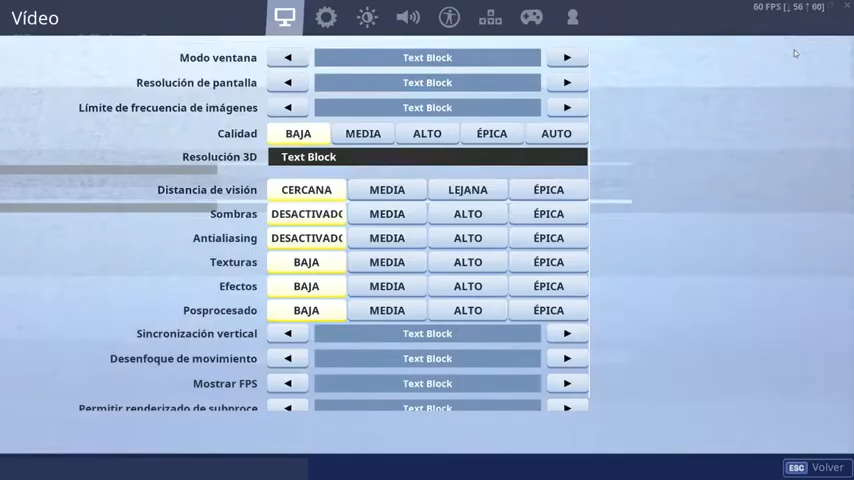 Vídeo
60 FPS [↓ 56 ↑ 60]
Modo ventana ◄ Text Block ►
Resolución de pantalla ◄ Text Block ►
Límite de frecuencia de imágenes ◄ Text Block ►
Calidad BAJA MEDIA ALTO ÉPICA AUTO
Resolución 3D Text Block
Distancia de visión CERCANA MEDIA LEJANA ÉPICA
Sombras DESACTIVADO MEDIA ALTO ÉPICA
Antialiasing DESACTIVADO MEDIA ALTO ÉPICA
Texturas BAJA MEDIA ALTO ÉPICA
Efectos BAJA MEDIA ALTO ÉPICA
Posprocesado BAJA MEDIA ALTO ÉPICA
Sincronización vertical ◄ Text Block ►
Desenfoque de movimiento ◄ Text Block ►
Mostrar FPS ◄ Text Block ►
Permitir renderizado de subproce ◄ Text Block ►
ESC Volver